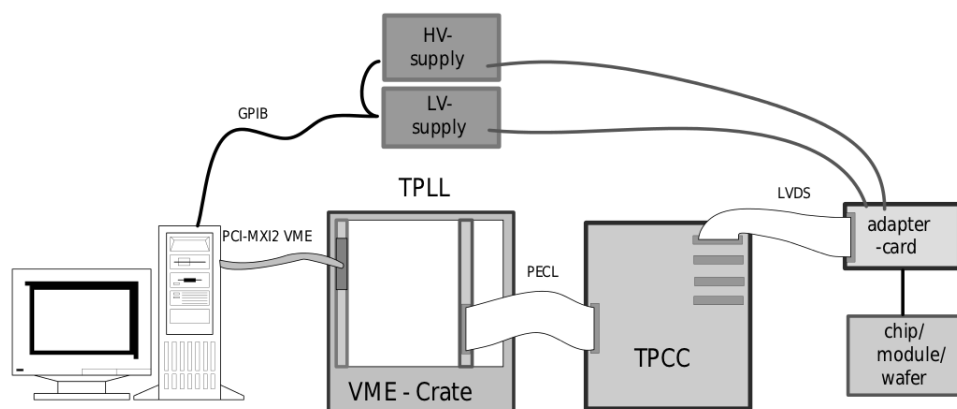 HV-
supply
LV-
supply
GPIB
TPLL
LVDS
PCI-MXI2 VME
adapter
-card
PECL
TPCC
chip/
module/
wafer
VME - Crate